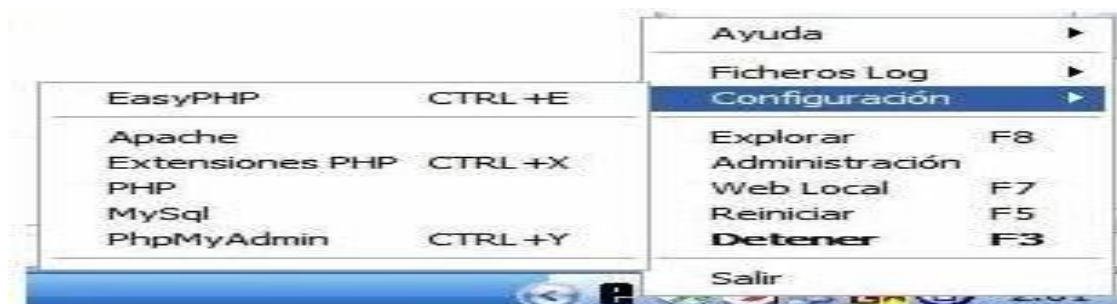 Ayuda
Ficheros Log
Configuración
Explorar F8
Administración
Web Local F7
Reiniciar F5
Detener F3
Salir
EasyPHP CTRL+E
Apache
Extensiones PHP CTRL+X
PHP
MySql
PhpMyAdmin CTRL+Y
e